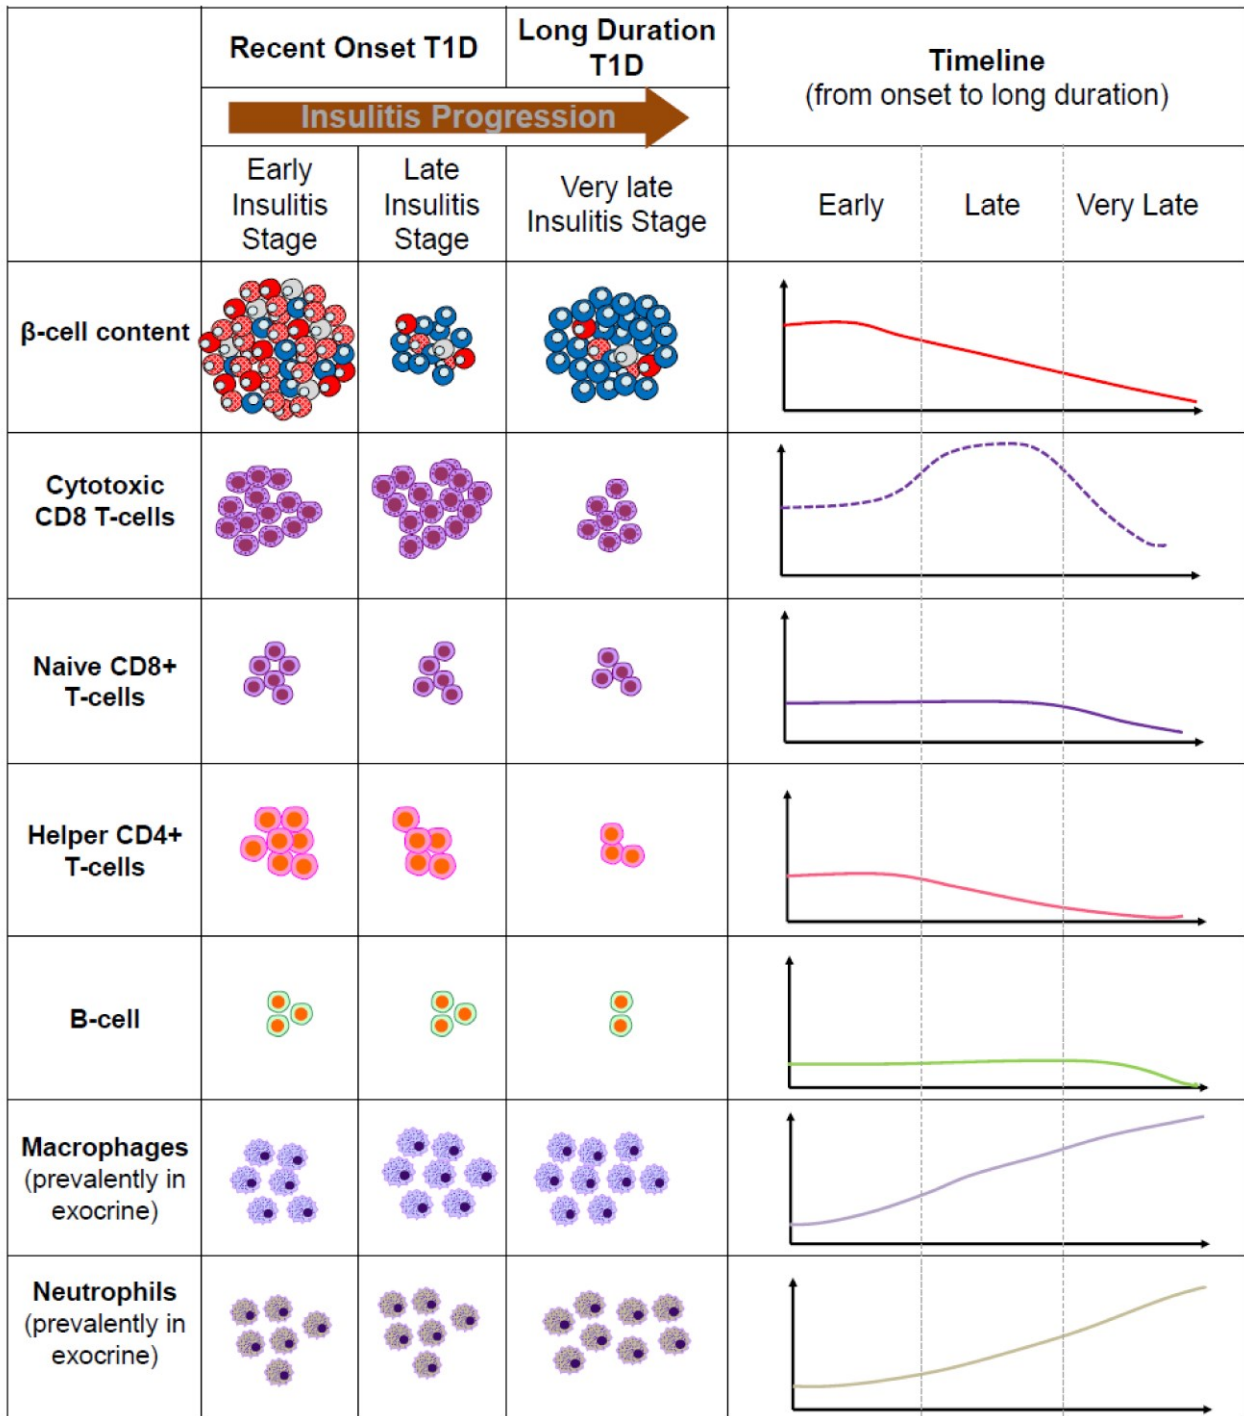 Recent Onset T1D
Long Duration
T1D
Timeline
(from onset to long duration)
Insulitis Progression
Early
Insulitis
Stage
Late
Insulitis
Stage
Very late
Insulitis Stage
Early
Late
Very Late
β-cell content
Cytotoxic
CD8 T-cells
Naive CD8+
T-cells
Helper CD4+
T-cells
B-cell
Macrophages
(prevalently in
exocrine)
Neutrophils
(prevalently in
exocrine)